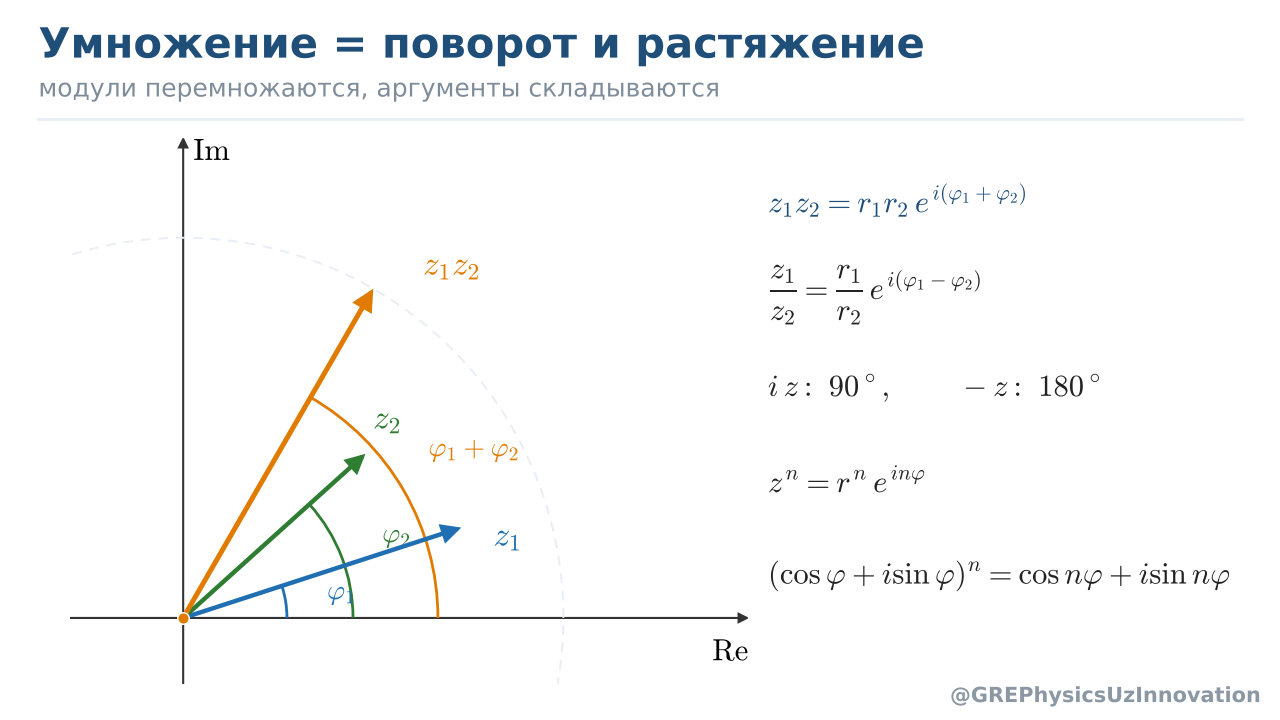 Умножение = поворот и растяжение
модули перемножаются, аргументы складываются
Im
z₁z₂
z₂
φ₁ + φ₂
φ₂
z₁
φ₁
Re
z₁z₂ = r₁r₂ e^{i(φ₁ + φ₂)}
z₁/z₂ = r₁/r₂ e^{i(φ₁ − φ₂)}
i z : 90°, − z : 180°
zⁿ = rⁿ e^{inφ}
(cos φ + i sin φ)ⁿ = cos nφ + i sin nφ
@GREPhysicsUzInnovation